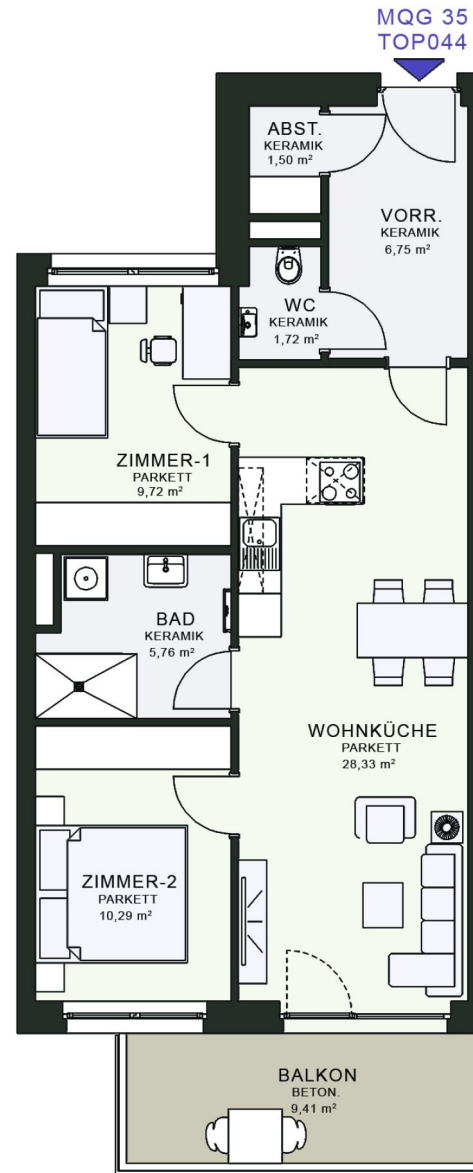 MQG 35
TOP044
ABST.
KERAMIK
1,50 m²
VORR.
KERAMIK
6,75 m²
WC
KERAMIK
1,72 m²
ZIMMER-1
PARKETT
9,72 m²
BAD
KERAMIK
5,76 m²
WOHNKÜCHE
PARKETT
28,33 m²
ZIMMER-2
PARKETT
10,29 m²
BALKON
BETON.
9,41 m²